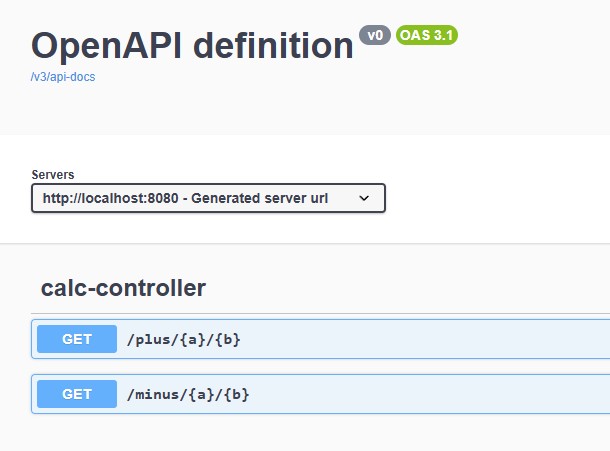 OpenAPI definition v0 OAS 3.1
/v3/api-docs
Servers
http://localhost:8080 - Generated server url
calc-controller
GET /plus/{a}/{b}
GET /minus/{a}/{b}